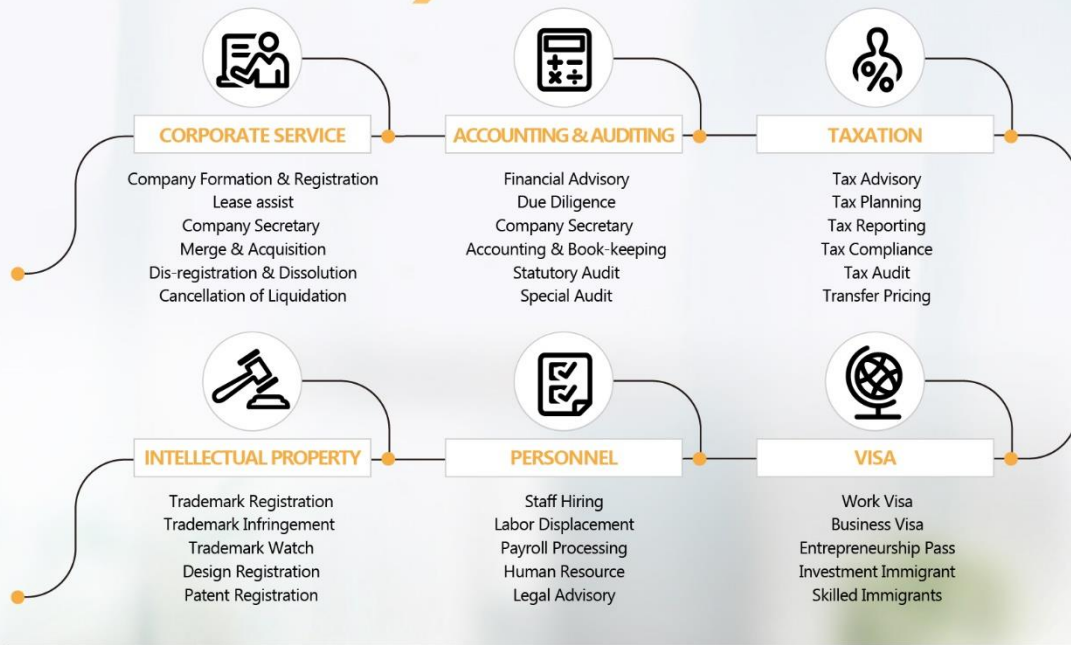 CORPORATE SERVICE
Company Formation & Registration
Lease assist
Company Secretary
Merge & Acquisition
Dis-registration & Dissolution
Cancellation of Liquidation
ACCOUNTING & AUDITING
Financial Advisory
Due Diligence
Company Secretary
Accounting & Book-keeping
Statutory Audit
Special Audit
TAXATION
Tax Advisory
Tax Planning
Tax Reporting
Tax Compliance
Tax Audit
Transfer Pricing
INTELLECTUAL PROPERTY
Trademark Registration
Trademark Infringement
Trademark Watch
Design Registration
Patent Registration
PERSONNEL
Staff Hiring
Labor Displacement
Payroll Processing
Human Resource
Legal Advisory
VISA
Work Visa
Business Visa
Entrepreneurship Pass
Investment Immigrant
Skilled Immigrants